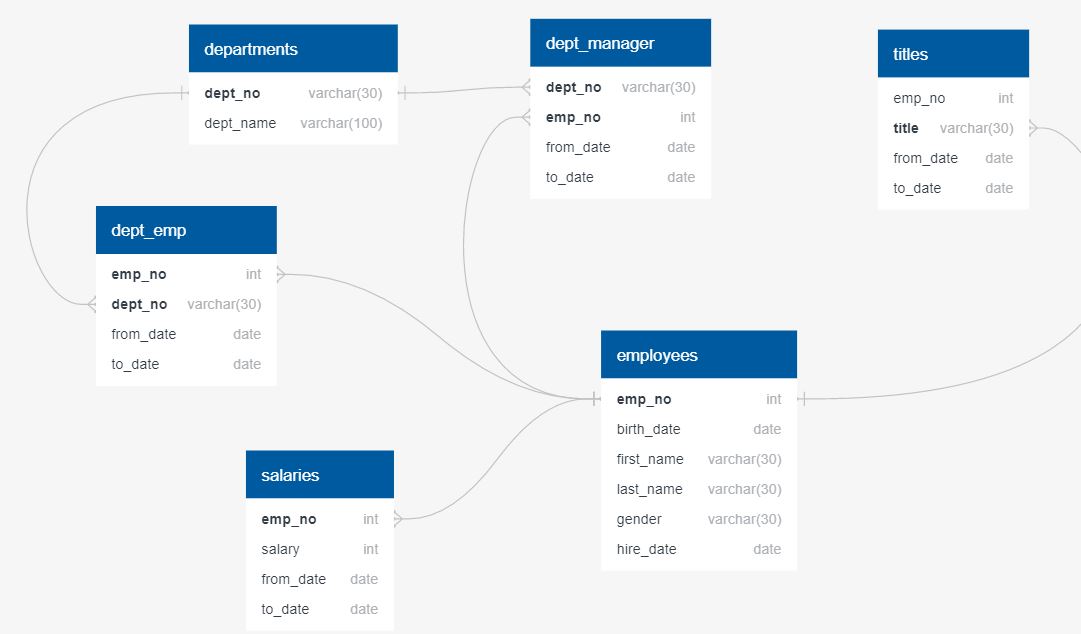 departments
dept_no varchar(30)
dept_name varchar(100)
dept_manager
dept_no varchar(30)
emp_no int
from_date date
to_date date
titles
emp_no int
title varchar(30)
from_date date
to_date date
dept_emp
emp_no int
dept_no varchar(30)
from_date date
to_date date
employees
emp_no int
birth_date date
first_name varchar(30)
last_name varchar(30)
gender varchar(30)
hire_date date
salaries
emp_no int
salary int
from_date date
to_date date